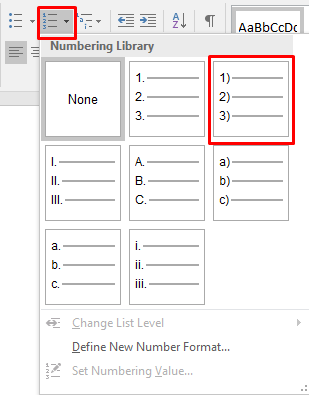 AaBbCcDc
Numbering Library
None
1.
2.
3.
1)
2)
3)
I.
II.
III.
A.
B.
C.
a)
b)
c)
a.
b.
c.
i.
ii.
iii.
Change List Level
Define New Number Format...
Set Numbering Value...